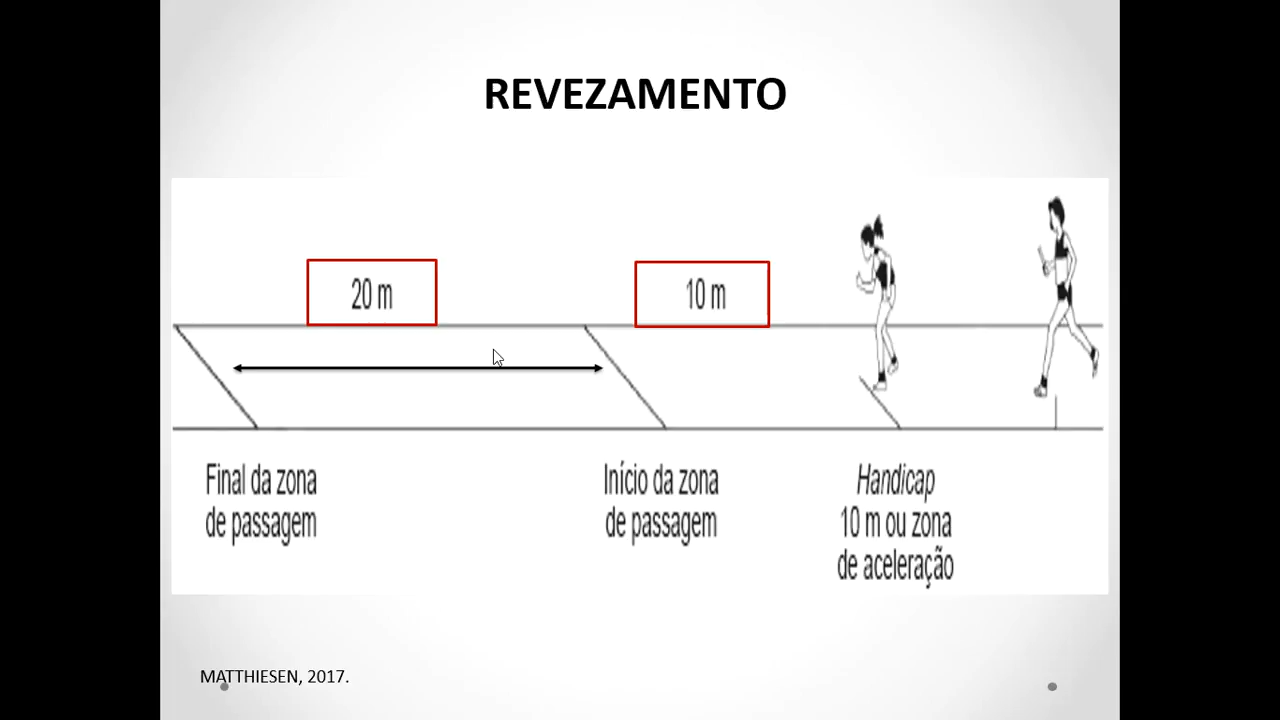 REVEZAMENTO
20 m
10 m
Final da zona
de passagem
Início da zona
de passagem
Handicap
10 m ou zona
de aceleração
MATTHIESEN, 2017.